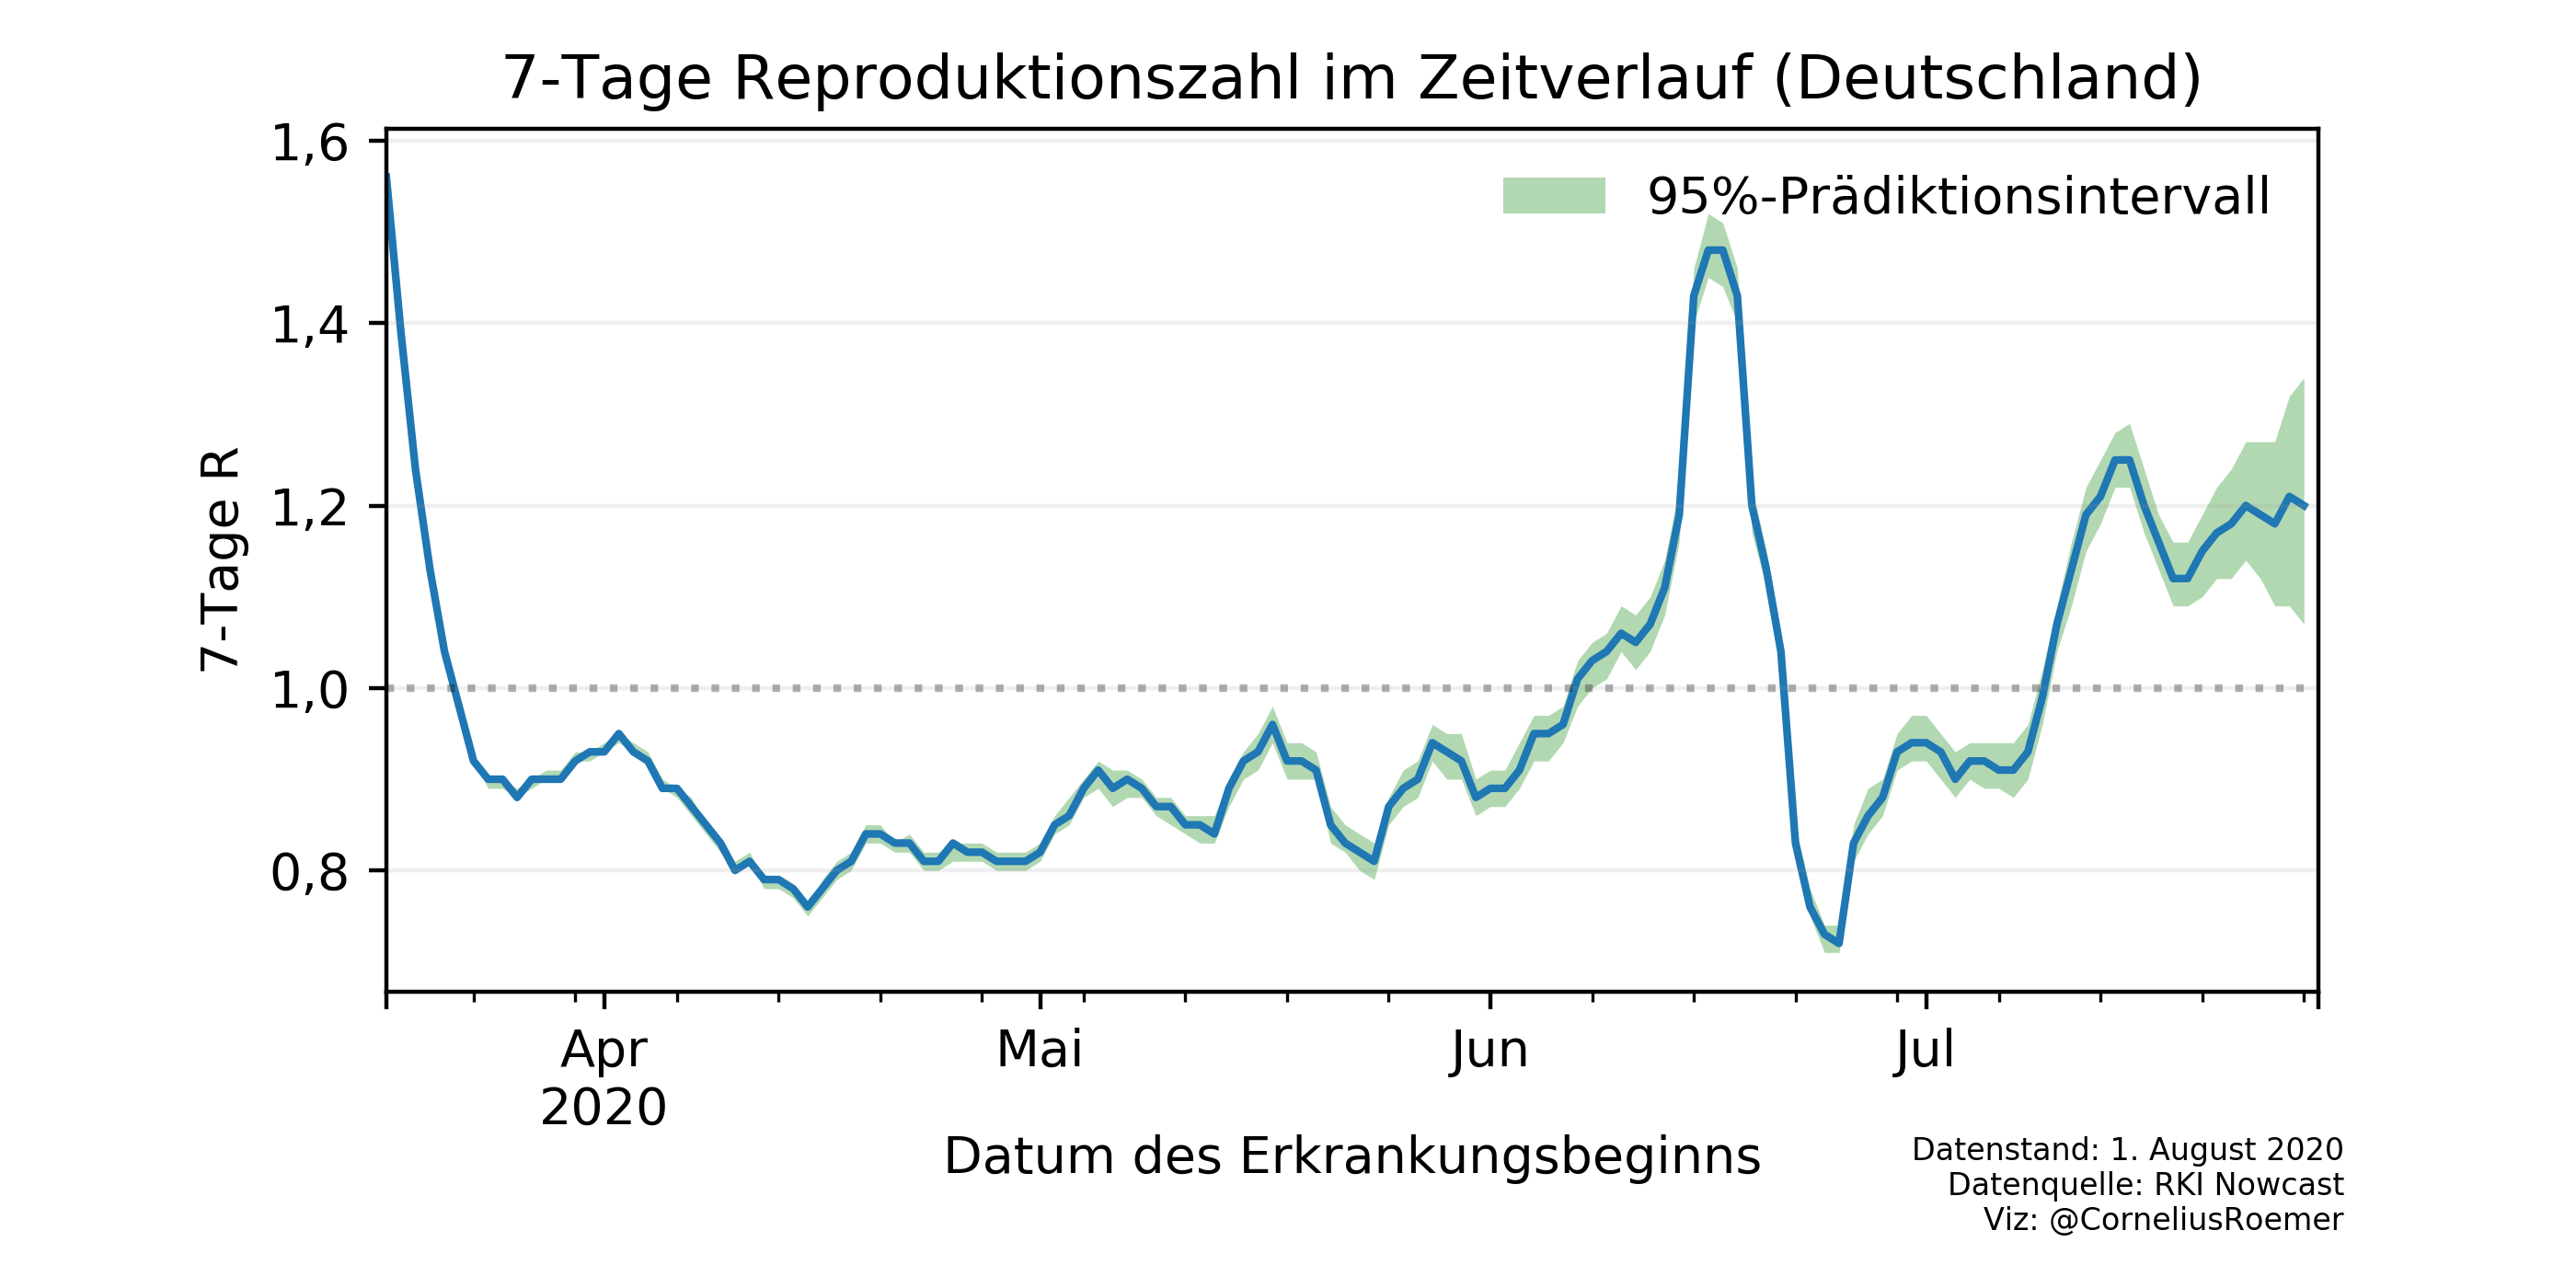 7-Tage Reproduktionszahl im Zeitverlauf (Deutschland)
95%-Prädiktionsintervall
7-Tage R
1,6
1,4
1,2
1,0
0,8
Apr
2020
Mai
Jun
Jul
Datum des Erkrankungsbeginns
Datenstand: 1. August 2020
Datenquelle: RKI Nowcast
Viz: @CorneliusRoemer